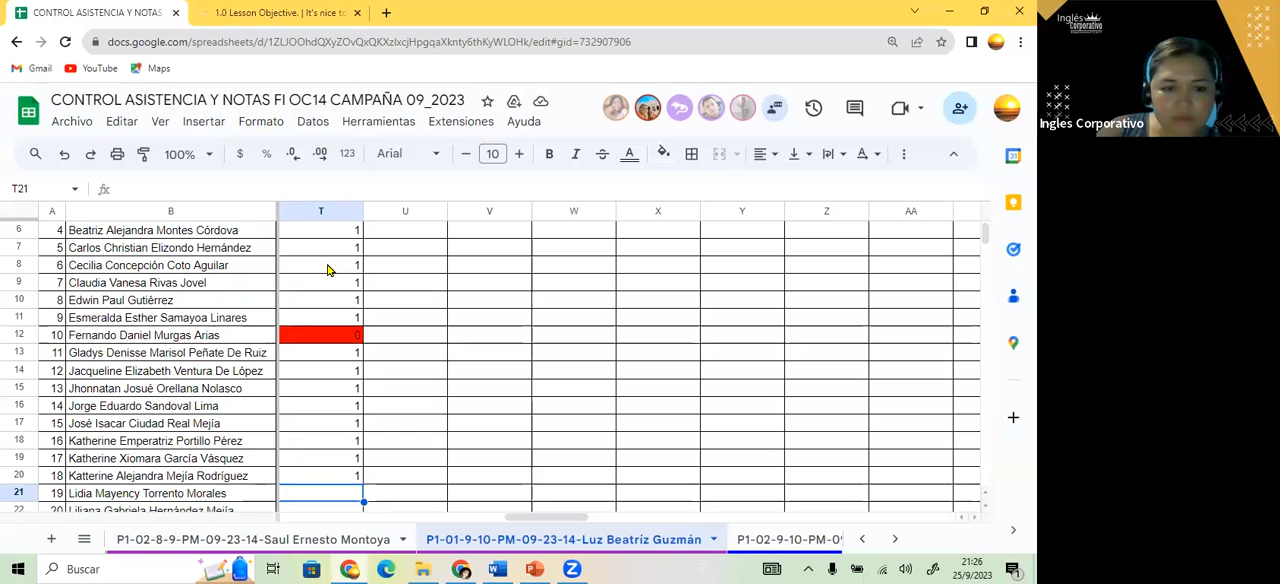 CONTROL ASISTENCIA Y NOTAS
1.0 Lesson Objective. | It's nice to
docs.google.com/spreadsheets/d/1ZLJOOhdQXyZOvQxQKXzlxcjHpgqaXknty6thKyWLOHk/edit#gid=732907906
Gmail YouTube Maps
CONTROL ASISTENCIA Y NOTAS FI OC14 CAMPAÑA 09_2023
Archivo Editar Ver Insertar Formato Datos Herramientas Extensiones Ayuda
100% $ % .0 .00 123 Arial 10 B I S A
T21 fx
A B T U V W X Y Z AA
6 4 Beatriz Alejandra Montes Córdova 1
7 5 Carlos Christian Elizondo Hernández 1
8 6 Cecilia Concepción Coto Aguilar 1
9 7 Claudia Vanesa Rivas Jovel 1
10 8 Edwin Paul Gutiérrez 1
11 9 Esmeralda Esther Samayoa Linares 1
12 10 Fernando Daniel Murgas Arias 0
13 11 Gladys Denisse Marisol Peñate De Ruiz 1
14 12 Jacqueline Elizabeth Ventura De López 1
15 13 Jhonnatan Josué Orellana Nolasco 1
16 14 Jorge Eduardo Sandoval Lima 1
17 15 José Isacar Ciudad Real Mejía 1
18 16 Katherine Emperatriz Portillo Pérez 1
19 17 Katherine Xiomara García Vásquez 1
20 18 Katterine Alejandra Mejía Rodríguez 1
21 19 Lidia Mayency Torrento Morales
22 20 Liliana Gabriela Hernández Mejía
P1-02-8-9-PM-09-23-14-Saul Ernesto Montoya P1-01-9-10-PM-09-23-14-Luz Beatríz Guzmán P1-02-9-10-PM-0
Buscar
21:26
25/9/2023
Inglés
Corporativo
Ingles Corporativo